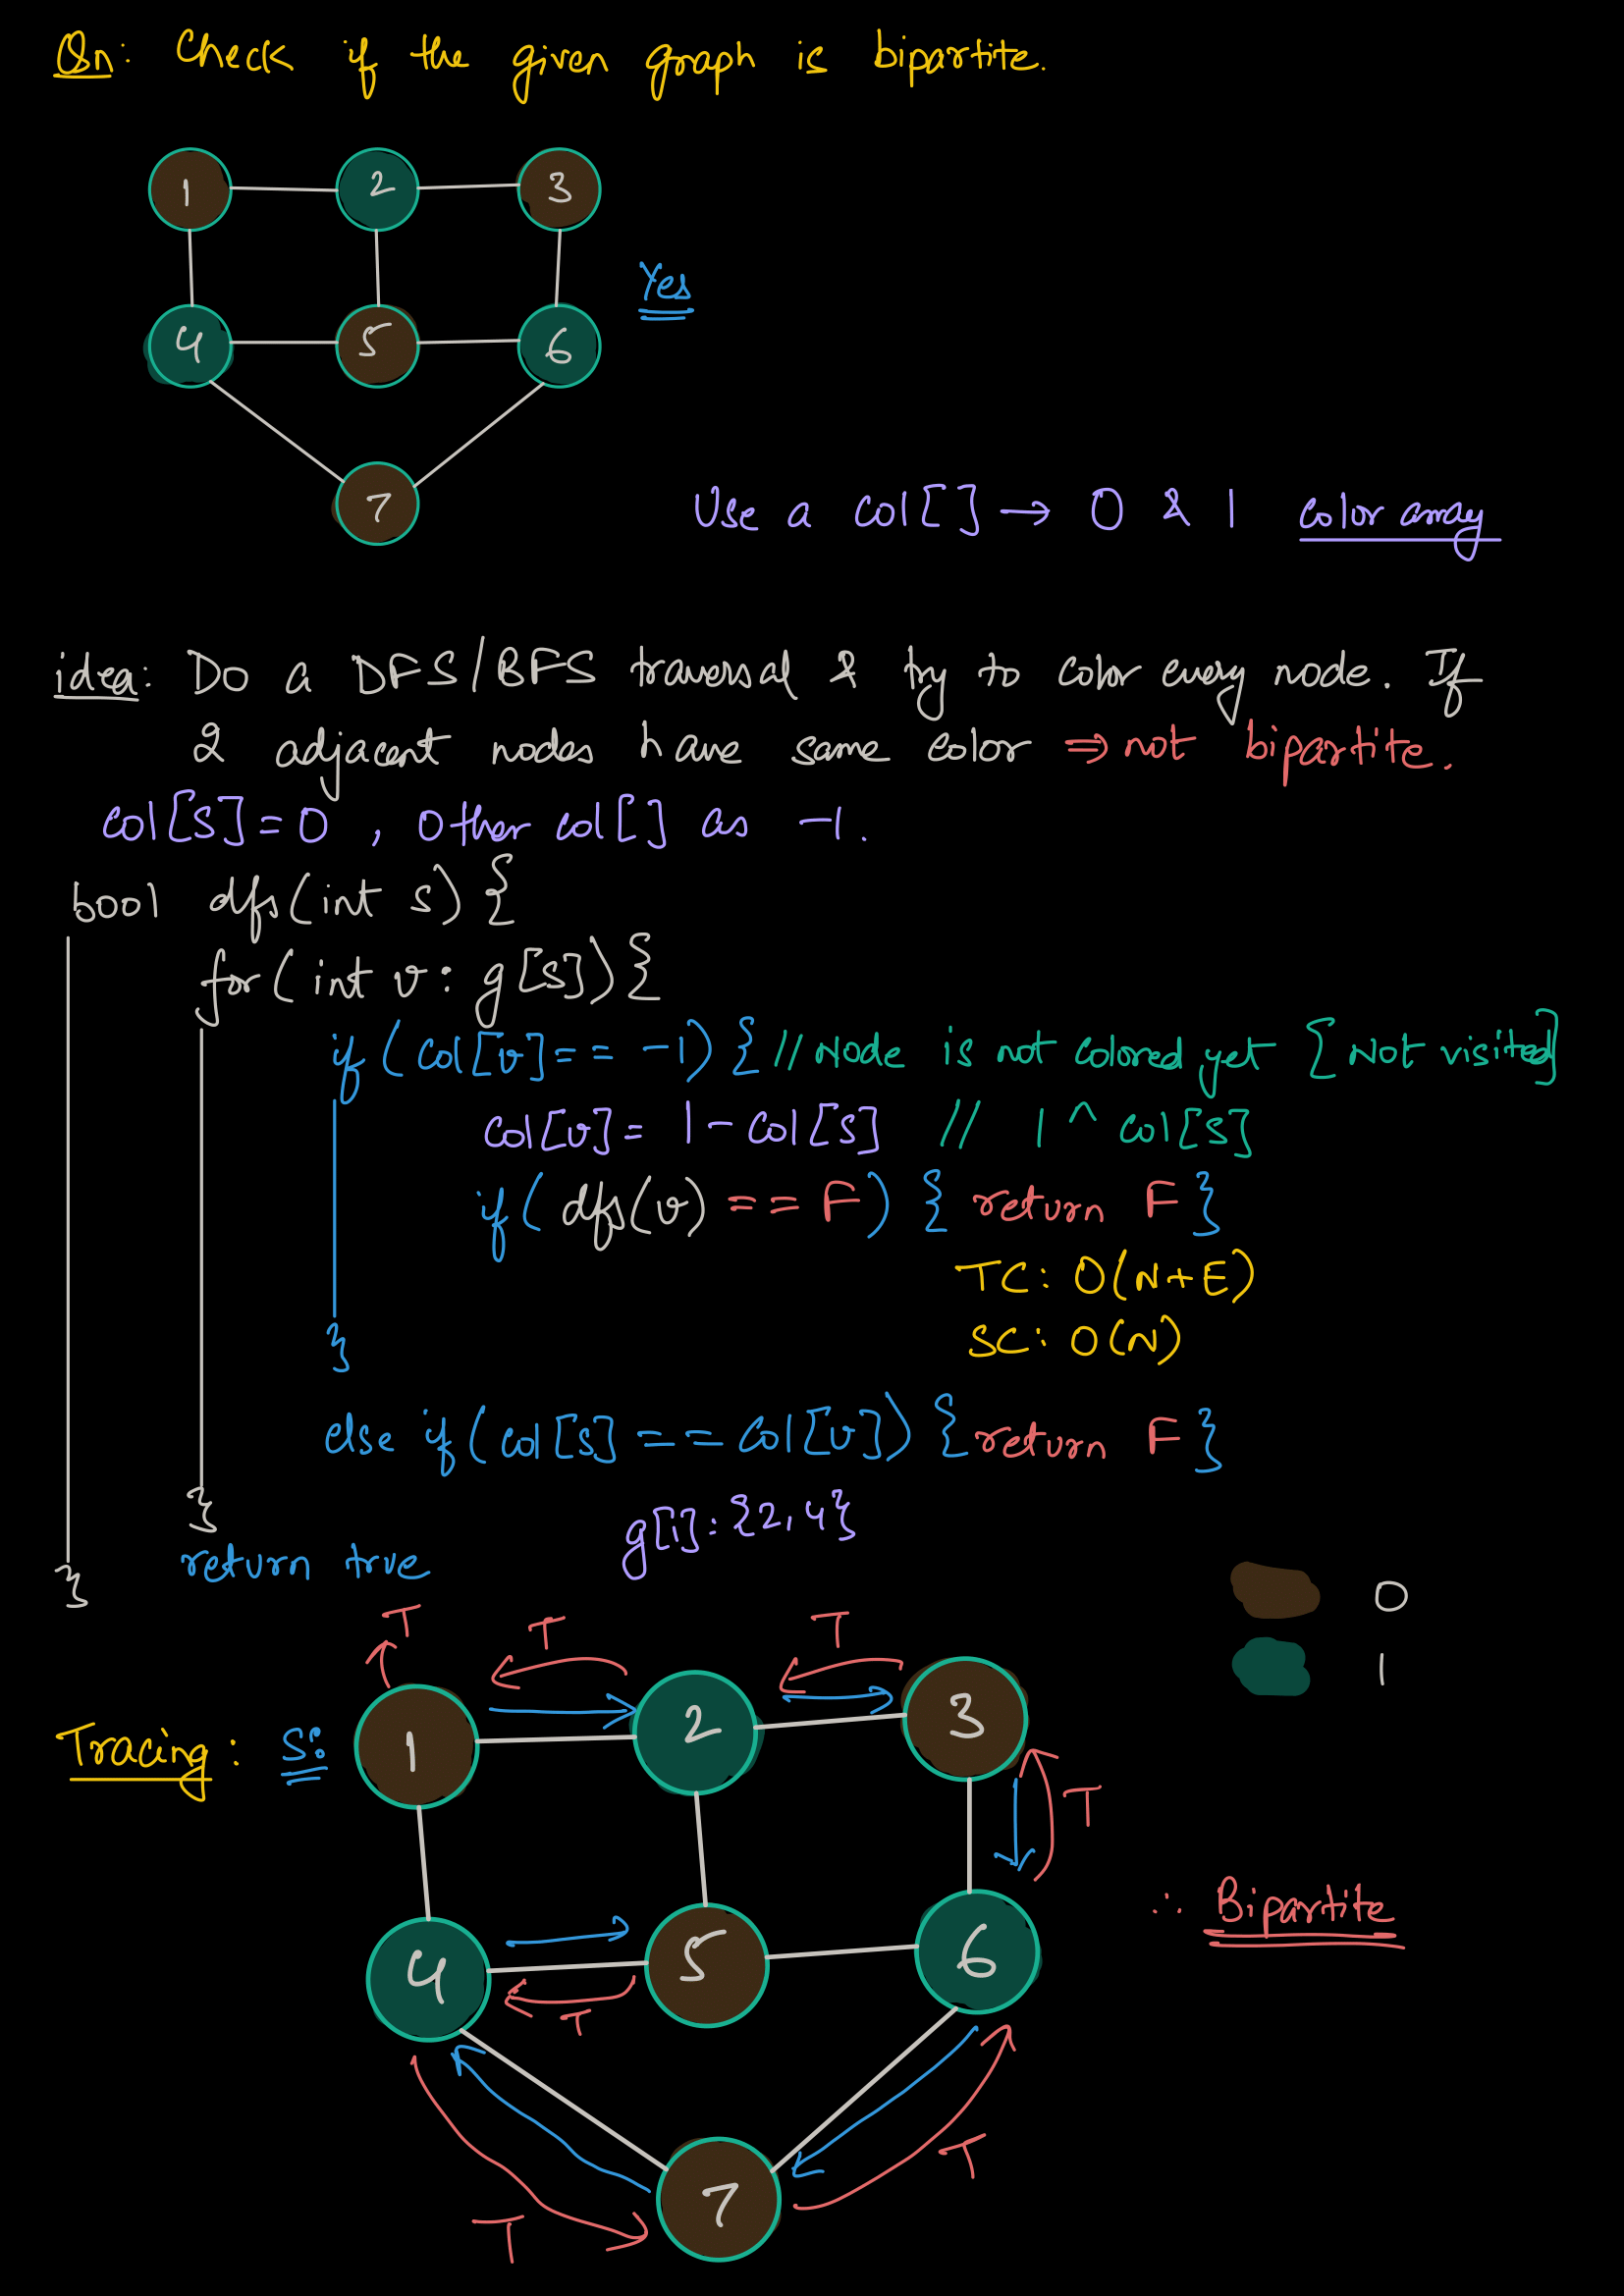 Qn: Check if the given graph is bipartite.
1 2 3
Yes
4 5 6
7
Use a col[] → 0 & 1 color array
idea: Do a DFS/BFS traversal & try to color every node. If
2 adjacent nodes have same color ⇒ not bipartite.
col[s]=0 , other col[] as -1.
bool dfs(int s) {
for(int v: g[s]){
if (col[v]== -1) { // Node is not colored yet [Not visited]
col[v]= 1-col[s] // 1^col[s]
if( dfs(v) == F) { return F }
TC: O(N+E)
SC: O(N)
}
else if(col[s] == col[v]) {return F }
}
g[i]: {2,4}
return true
}
0
1
T T T
Tracing: S: 1 2 3
T
∴ Bipartite
4 5 6
T
T
7
T